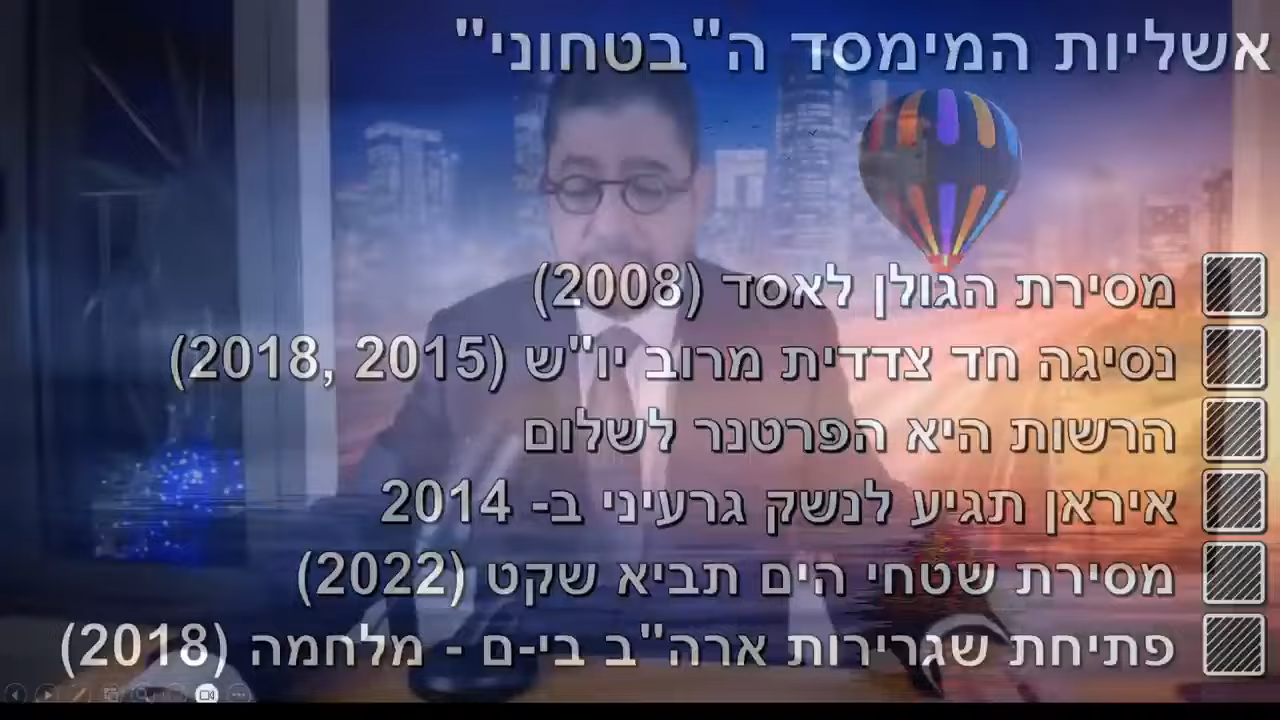 אשליות המימסד ה"בטחוני"
מסירת הגולן לאסד (2008)
נסיגה חד צדדית מרוב יו"ש (2015, 2018)
הרשות היא הפרטנר לשלום
איראן תגיע לנשק גרעיני ב- 2014
מסירת שטחי הים תביא שקט (2022)
פתיחת שגרירות ארה"ב בי-ם - מלחמה (2018)